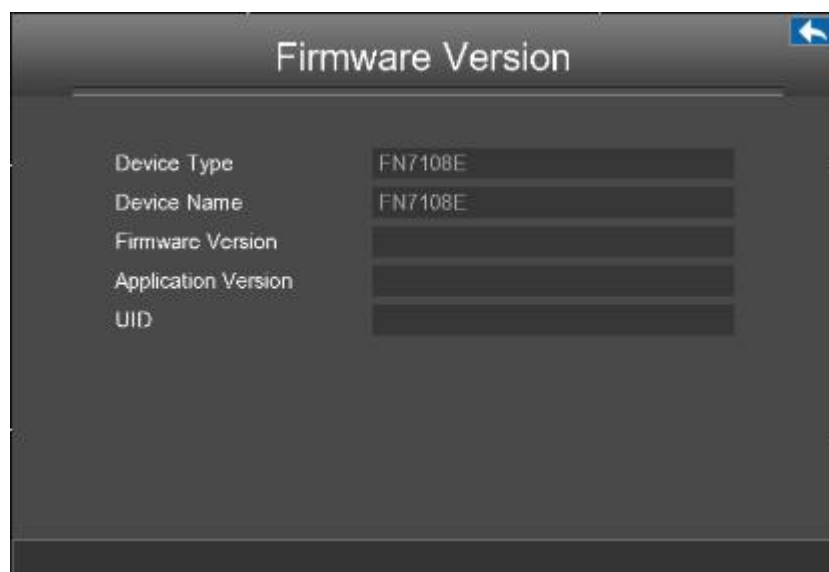 Firmware Version
Device Type FN7108E
Device Name FN7108E
Firmware Version
Application Version
UID